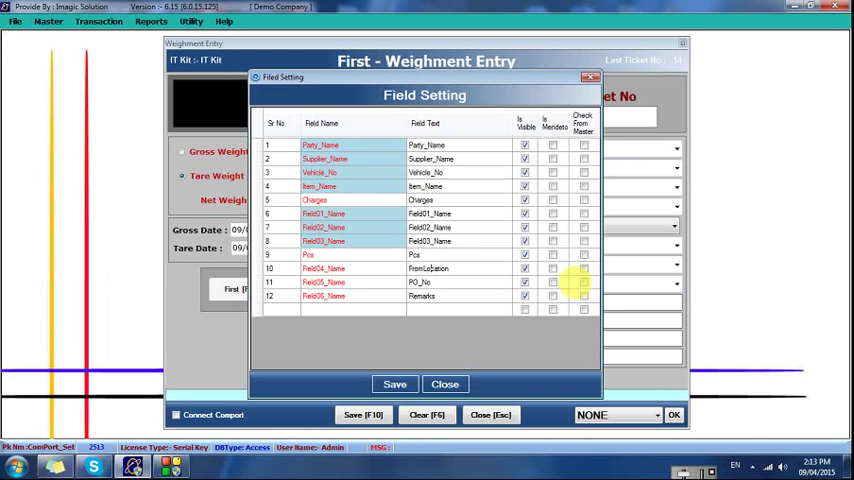 Provide By : Imagic Solution Version :- 6.15 [6.0.15.125] [ Demo Company ]
File Master Transaction Reports Utility Help
Weighment Entry
IT Kit :- IT Kit First - Weighment Entry Last Ticket No : 14
Filed Setting
Field Setting
et No
Sr No Field Name Field Text Is Visible Is Mendeto Check From Master
1 Party_Name Party_Name
2 Supplier_Name Supplier_Name
3 Vehicle_No Vehicle_No
4 Item_Name Item_Name
5 Charges Charges
6 Field01_Name Field01_Name
7 Field02_Name Field02_Name
8 Field03_Name Field03_Name
9 Pcs Pcs
10 Field04_Name FromLocation
11 Field05_Name PO_No
12 Field06_Name Remarks
Gross Weight
Tare Weight
Net Weig
Gross Date : 09/
Tare Date : 09/
First [F
Save Close
Connect Comport Save [F10] Clear [F6] Close [Esc] NONE OK
Pk Nm :ComPort_Set 2513 License Type:- Serial Key DBType: Access User Name:- Admin MSG :
EN 2:13 PM
09/04/2015